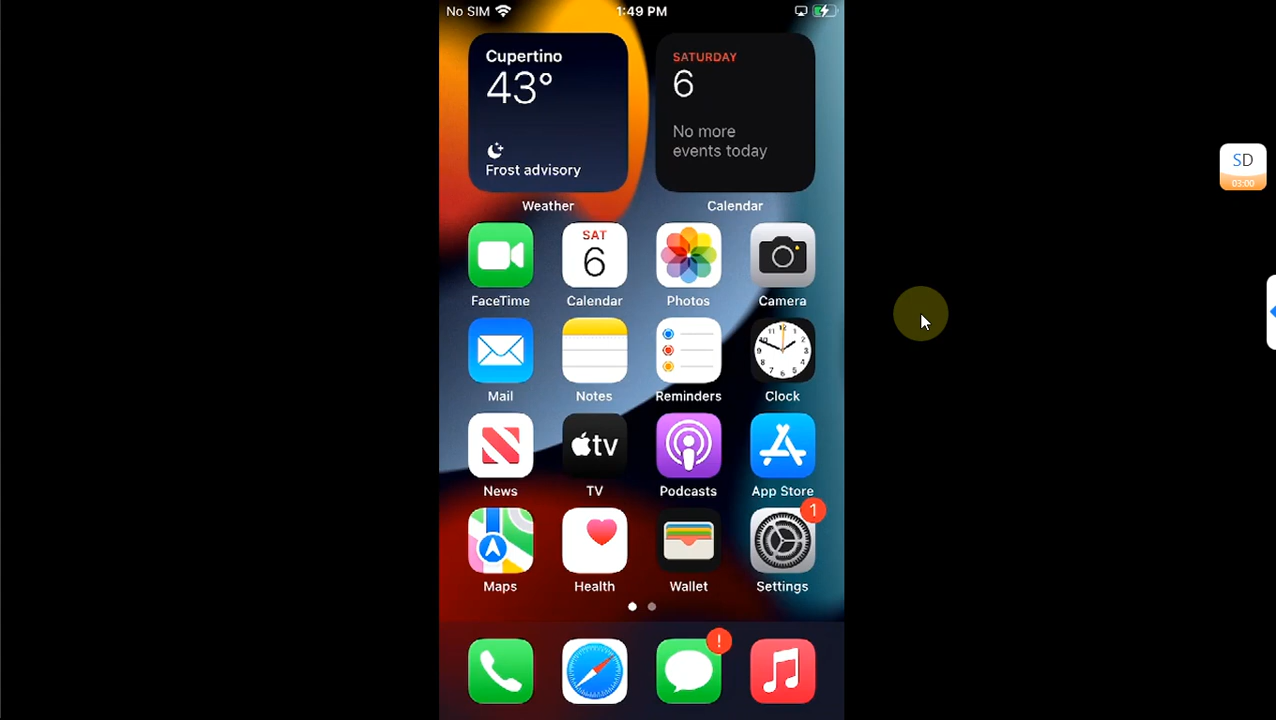 No SIM 1:49 PM
Cupertino
43°
Frost advisory
Weather
SATURDAY
6
No more
events today
Calendar
FaceTime
SAT
6
Calendar
Photos
Camera
Mail
Notes
Reminders
Clock
News
tv
TV
Podcasts
App Store
Maps
Health
Wallet
1
Settings
!
SD
03:00